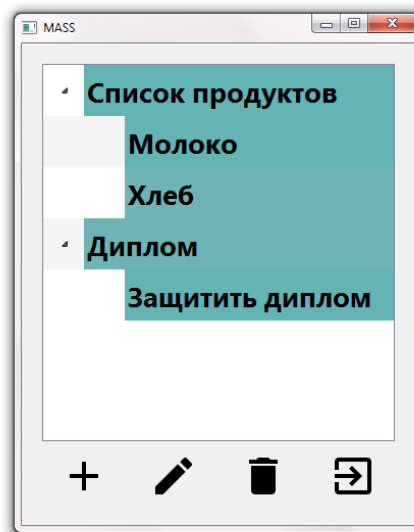 MASS
Список продуктов
Молоко
Хлеб
Диплом
Защитить диплом